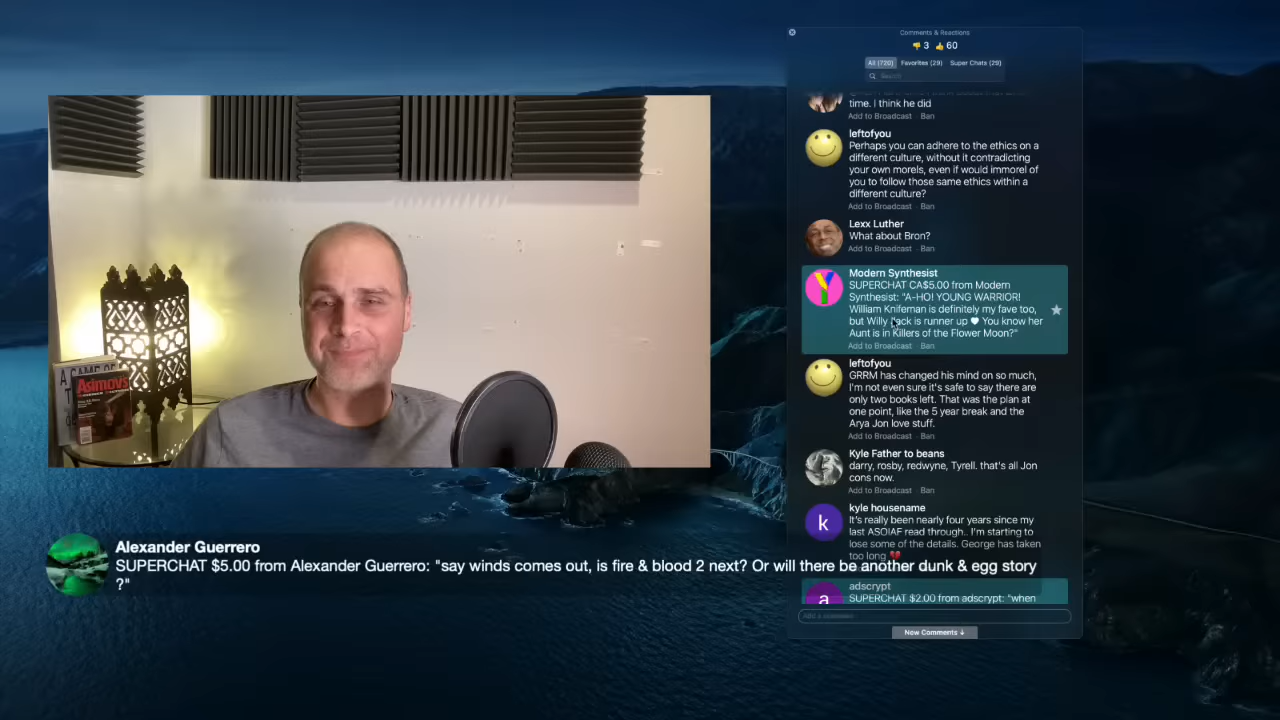 Comments & Reactions
3 60
All (720) Favorites (29) Super Chats (29)
Search
time. I think he did
Add to Broadcast Ban
leftofyou
Perhaps you can adhere to the ethics on a
different culture, without it contradicting
your own morels, even if would immorel of
you to follow those same ethics within a
different culture?
Add to Broadcast Ban
Lexx Luther
What about Bron?
Add to Broadcast Ban
Modern Synthesist
SUPERCHAT CA$5.00 from Modern
Synthesist: "A-HO! YOUNG WARRIOR!
William Knifeman is definitely my fave too,
but Willy Jack is runner up 🤍 You know her
Aunt is in Killers of the Flower Moon?"
Add to Broadcast Ban
leftofyou
GRRM has changed his mind on so much,
I'm not even sure it's safe to say there are
only two books left. That was the plan at
one point, like the 5 year break and the
Arya Jon love stuff.
Add to Broadcast Ban
Kyle Father to beans
darry, rosby, redwyne, Tyrell. that's all Jon
cons now.
Add to Broadcast Ban
k
kyle housename
It's really been nearly four years since my
last ASOIAF read through.. I'm starting to
lose some of the details. George has taken
too long 💔
a
adscrypt
SUPERCHAT $2.00 from adscrypt: "when
Add a comment
New Comments ↓
A GAME OF
Asimov's
Alexander Guerrero
SUPERCHAT $5.00 from Alexander Guerrero: "say winds comes out, is fire & blood 2 next? Or will there be another dunk & egg story
?"